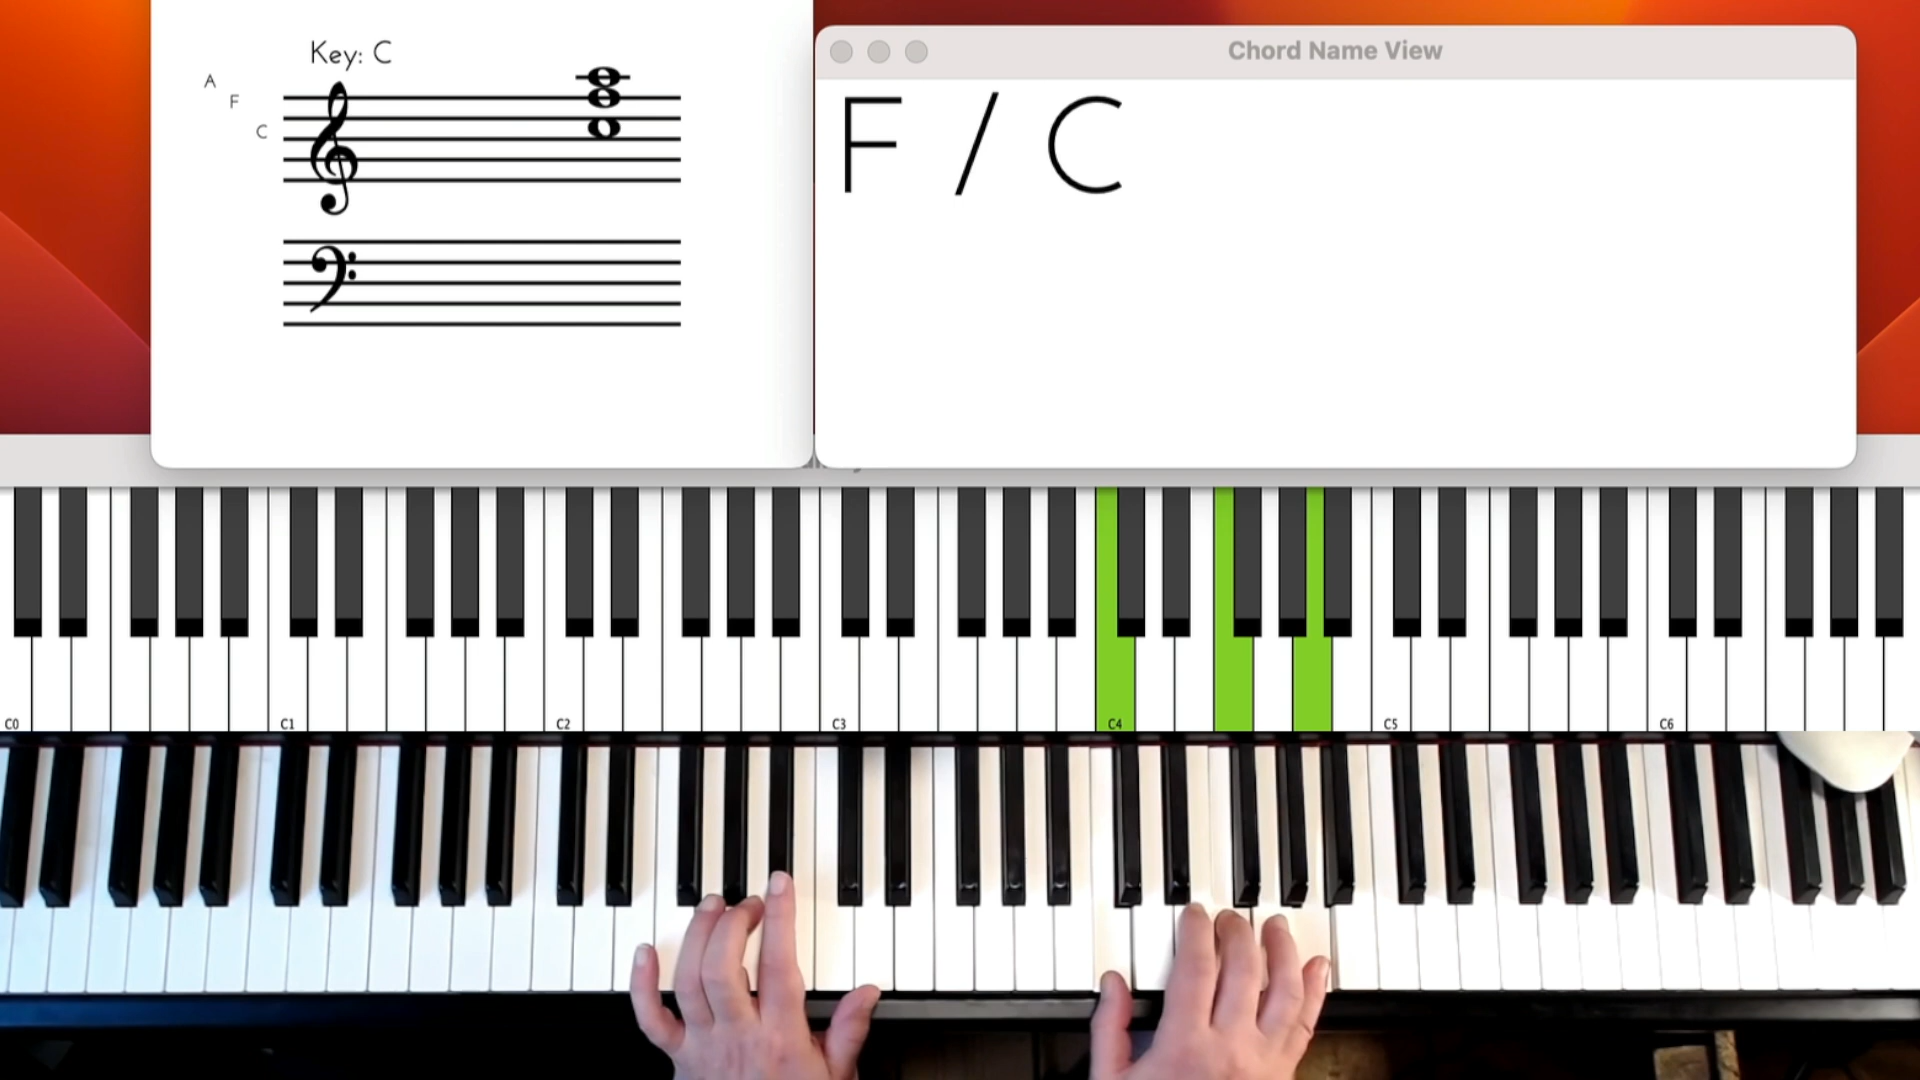 Key: C
A
F
C
Chord Name View
F / C
C0 C1 C2 C3 C4 C5 C6